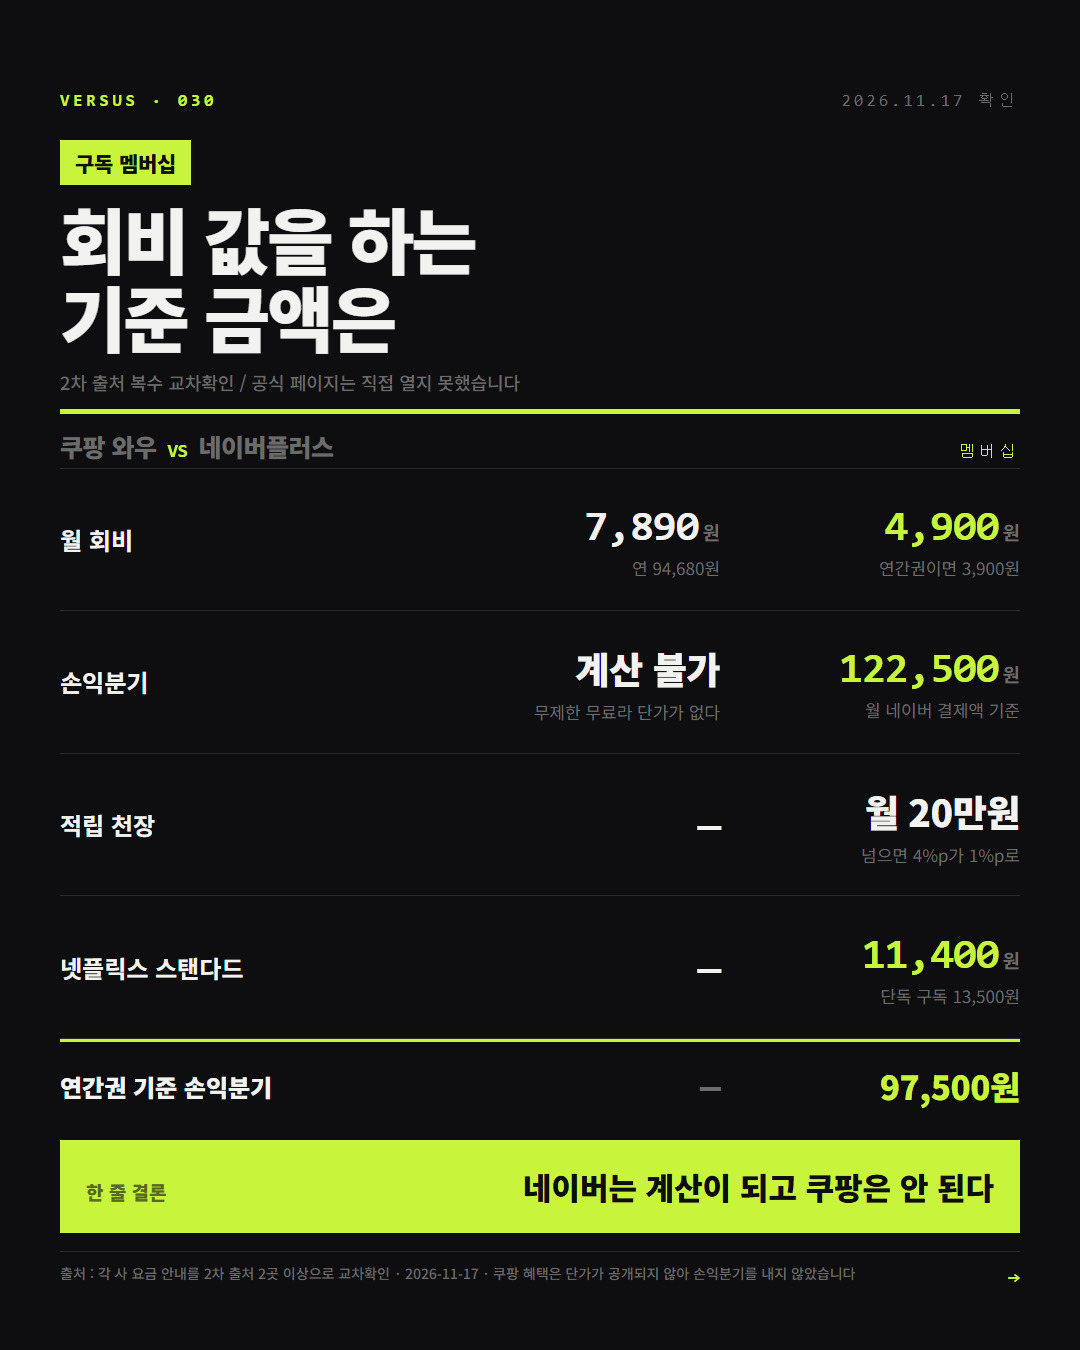 VERSUS · 030
2026.11.17 확인
구독 멤버십
회비 값을 하는
기준 금액은
2차 출처 복수 교차확인 / 공식 페이지는 직접 열지 못했습니다
쿠팡 와우 vs 네이버플러스
멤버십
월 회비
7,890원
4,900원
연 94,680원
연간권이면 3,900원
손익분기
계산 불가
122,500원
무제한 무료라 단가가 없다
월 네이버 결제액 기준
적립 천장
—
월 20만원
넘으면 4%p가 1%p로
넷플릭스 스탠다드
—
11,400원
단독 구독 13,500원
연간권 기준 손익분기
—
97,500원
한 줄 결론
네이버는 계산이 되고 쿠팡은 안 된다
출처 : 각 사 요금 안내를 2차 출처 2곳 이상으로 교차확인 · 2026-11-17 · 쿠팡 혜택은 단가가 공개되지 않아 손익분기를 내지 않았습니다
→